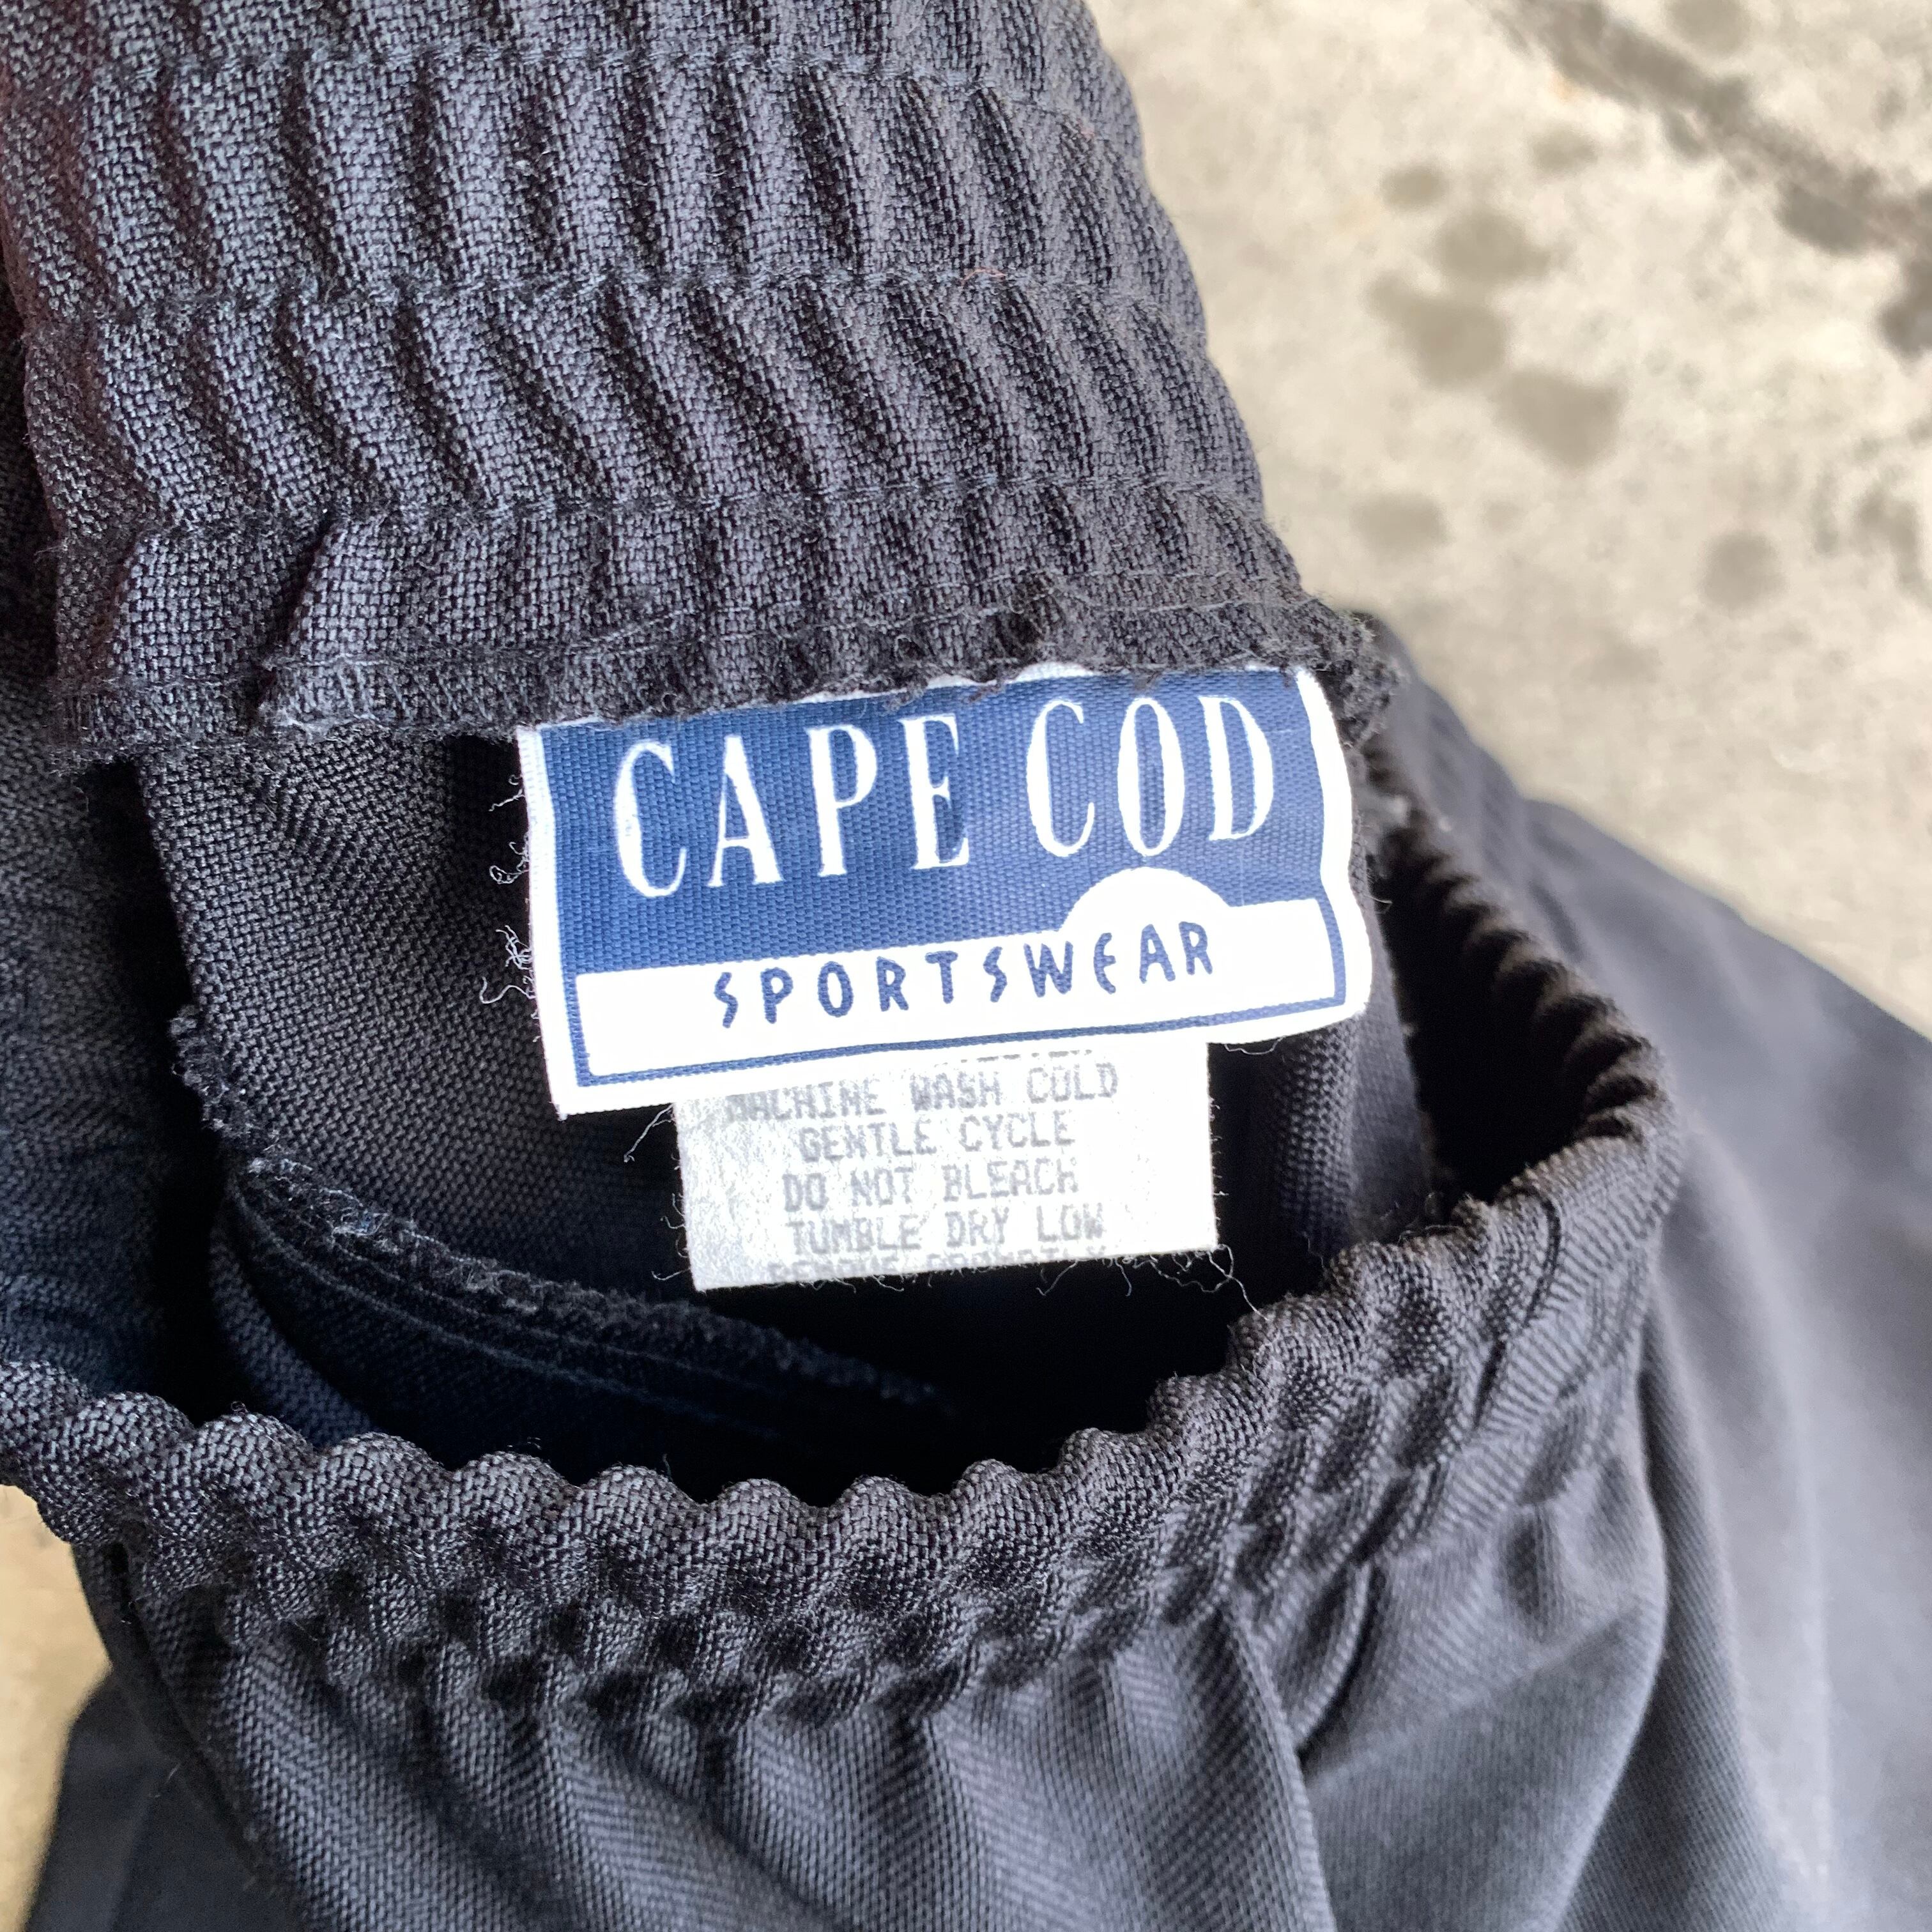 CAPE COD
SPORTSWEAR
MACHINE WASH COLD
GENTLE CYCLE
DO NOT BLEACH
TUMBLE DRY LOW